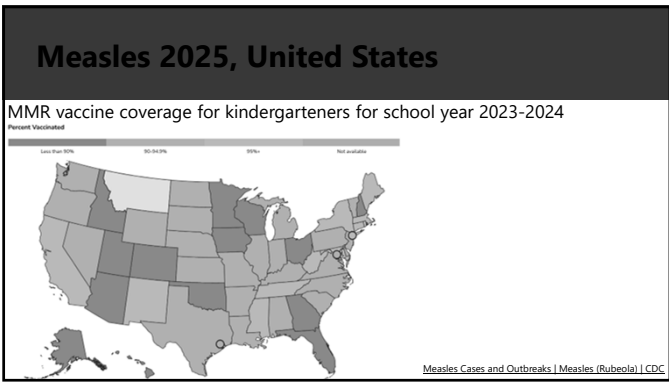 Measles 2025, United States
MMR vaccine coverage for kindergarteners for school year 2023-2024
Percent Vaccinated
Less than 90%
90-94.9%
95%+
Not available
Measles Cases and Outbreaks | Measles (Rubeola) | CDC